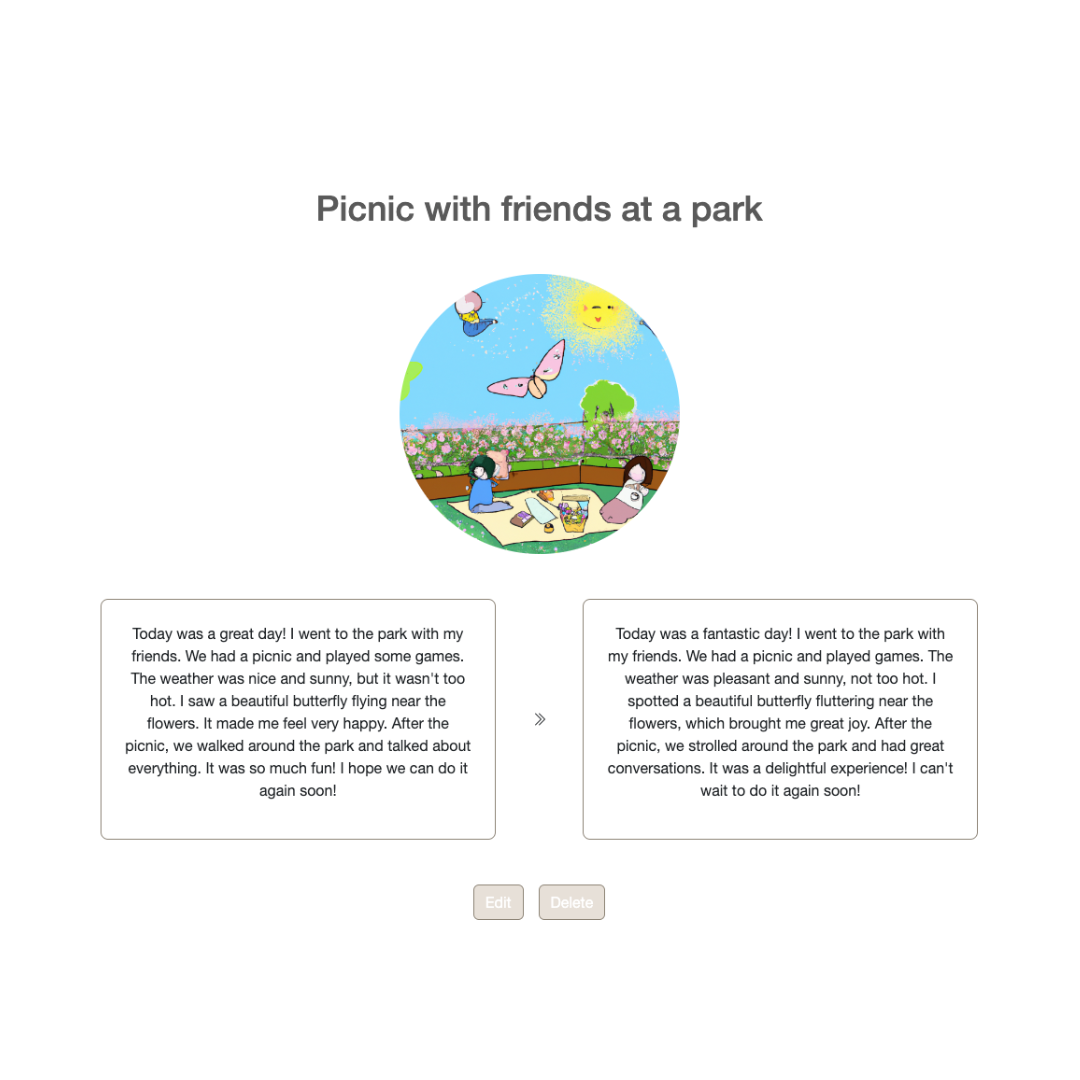 Picnic with friends at a park
Today was a great day! I went to the park with my
friends. We had a picnic and played some games.
The weather was nice and sunny, but it wasn't too
hot. I saw a beautiful butterfly flying near the
flowers. It made me feel very happy. After the
picnic, we walked around the park and talked about
everything. It was so much fun! I hope we can do it
again soon!
Today was a fantastic day! I went to the park with
my friends. We had a picnic and played games. The
weather was pleasant and sunny, not too hot. I
spotted a beautiful butterfly fluttering near the
flowers, which brought me great joy. After the
picnic, we strolled around the park and had great
conversations. It was a delightful experience! I can't
wait to do it again soon!
Edit
Delete